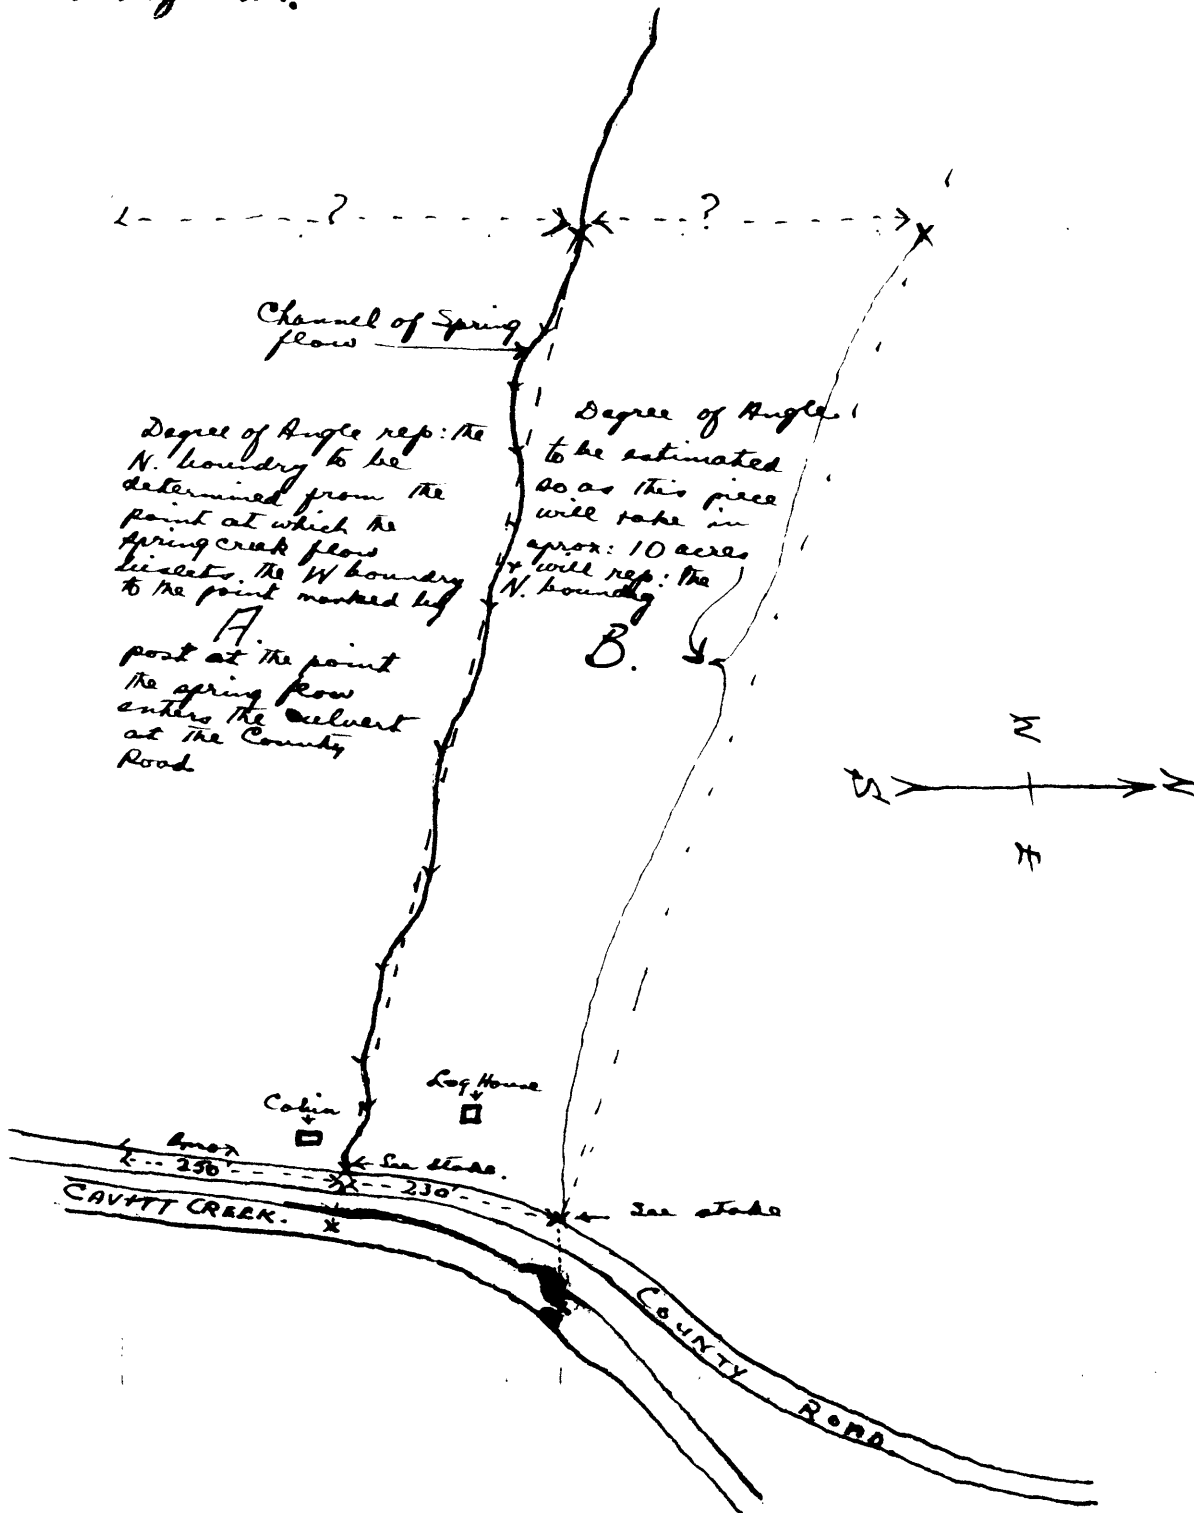 ?
?
Channel of Spring
flow
Degree of Angle rep: the
N. boundry to be
determined from the
point at which the
spring creek flow
the W boundry
to the point marked by
A.
post at the point
the spring flow
enters the culvert
at the County
Road
Degree of Angle
to be estimated
so as this piece
will take in
aprox: 10 acres
+ will rep: the
N. boundry
B.
W
S
N
E
Log House
Cabin
250'
See stake.
230'
CAVITT CREEK.
See stake
COUNTY ROAD.